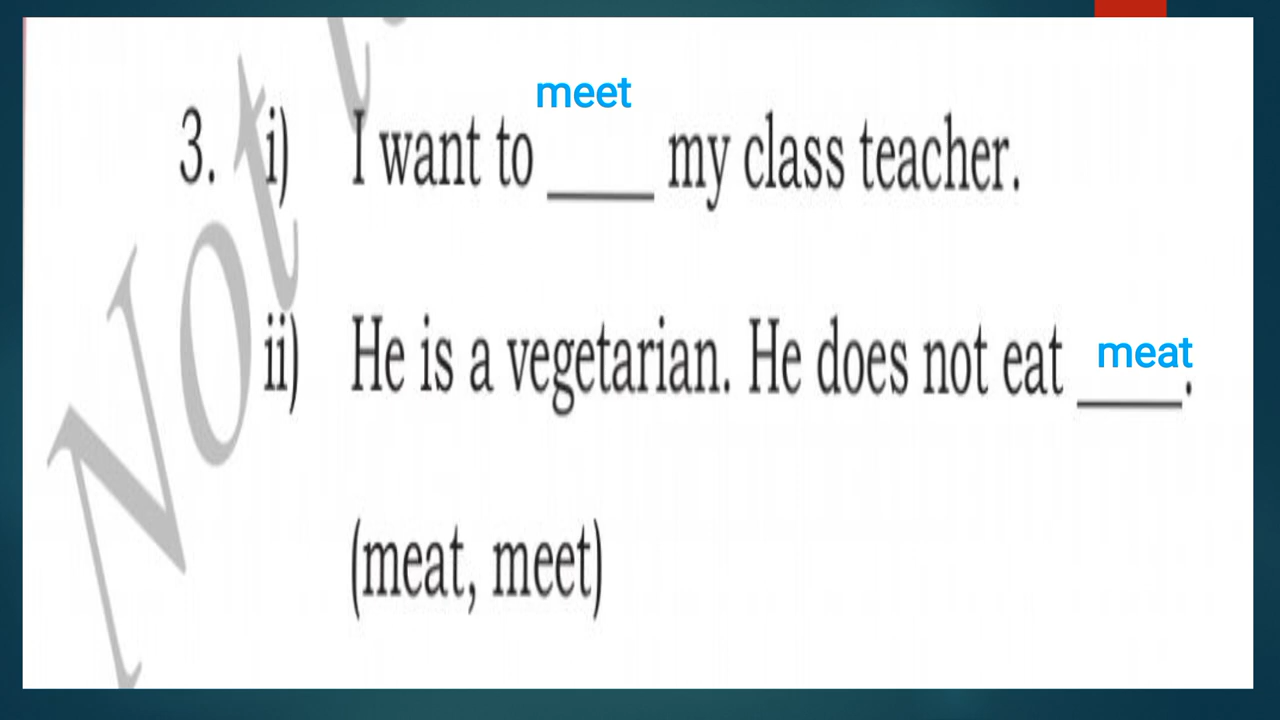 meet
3. i) I want to ____ my class teacher.
ii) He is a vegetarian. He does not eat ____.
meat
(meat, meet)
Not t